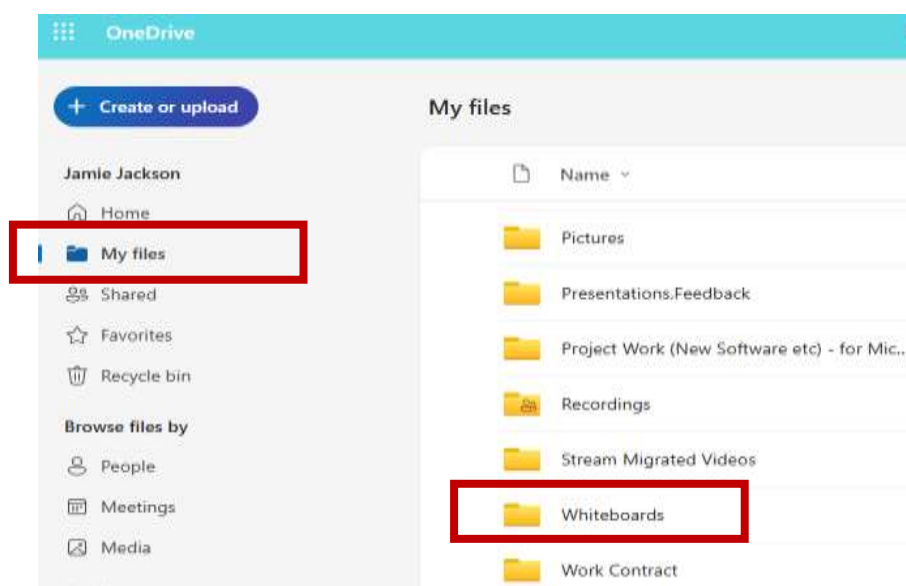 OneDrive
+ Create or upload
My files
Jamie Jackson
Name
Home
Pictures
My files
Presentations.Feedback
Shared
Favorites
Project Work (New Software etc) - for Mic...
Recycle bin
Recordings
Browse files by
Stream Migrated Videos
People
Meetings
Whiteboards
Media
Work Contract